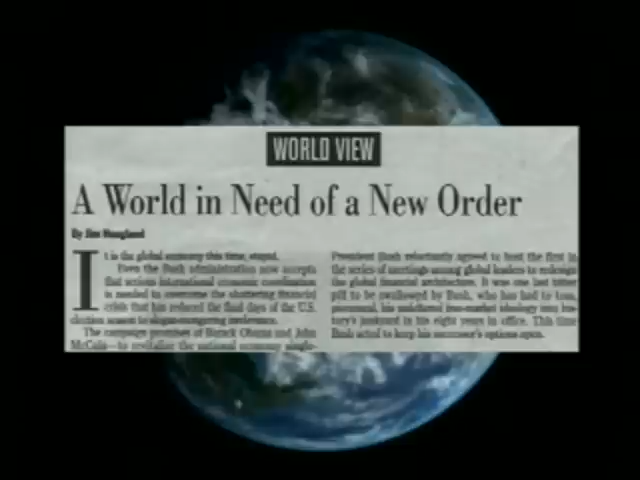 WORLD VIEW
A World in Need of a New Order
By Jim Hoagland
It is the global economy this time, stupid.
Even the Bush administration now accepts
that serious international economic coordination
is needed to overcome the shattering financial
crisis that has reduced the final days of the U.S.
election season to
The campaign promises of Barack Obama and John
McCain—to revitalize the national economy single-
President Bush reluctantly agreed to host the first in
the series of meetings among global leaders to redesign
the global financial architecture. It was one last bitter
pill to be swallowed by Bush, who has had to toss,
his free-market ideology into his-
tory's junkyard in his eight years in office. This time
Bush acted to keep his successor's options open.